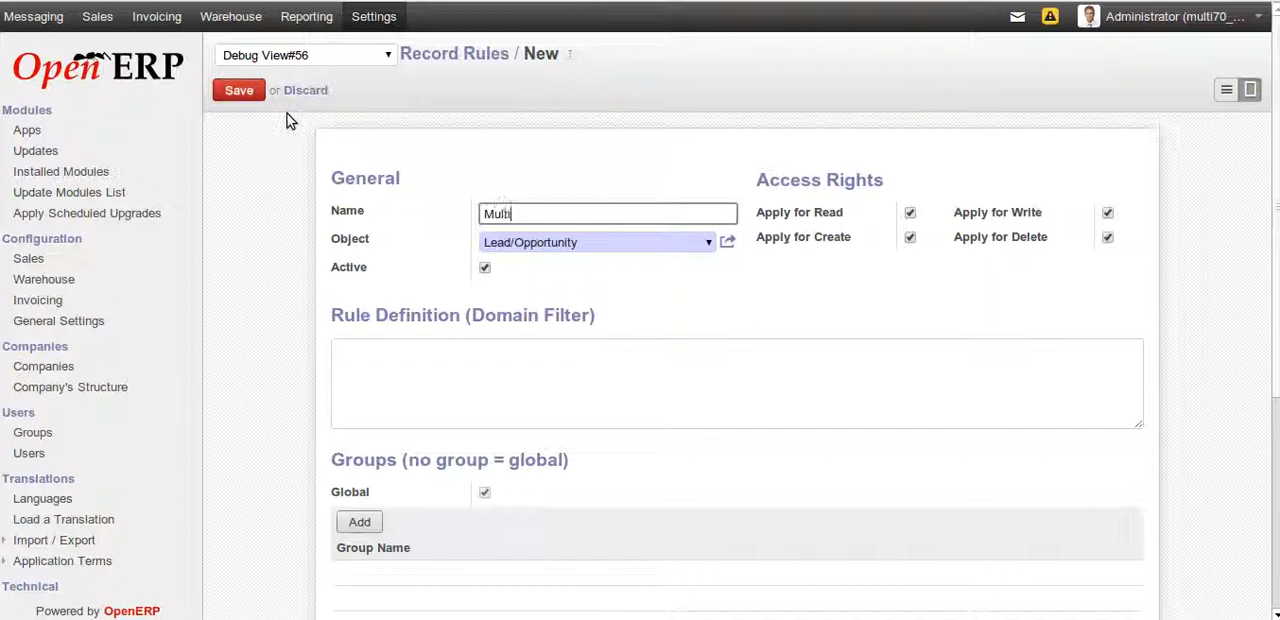 Messaging Sales Invoicing Warehouse Reporting Settings Administrator (multi70_...
Debug View#56 Record Rules / New
Save or Discard
Open ERP
Modules
Apps
Updates
Installed Modules
Update Modules List
Apply Scheduled Upgrades
Configuration
Sales
Warehouse
Invoicing
General Settings
Companies
Companies
Company's Structure
Users
Groups
Users
Translations
Languages
Load a Translation
Import / Export
Application Terms
Technical
Powered by OpenERP
General
Name Multi
Object Lead/Opportunity
Active
Access Rights
Apply for Read Apply for Write
Apply for Create Apply for Delete
Rule Definition (Domain Filter)
Groups (no group = global)
Global
Add
Group Name